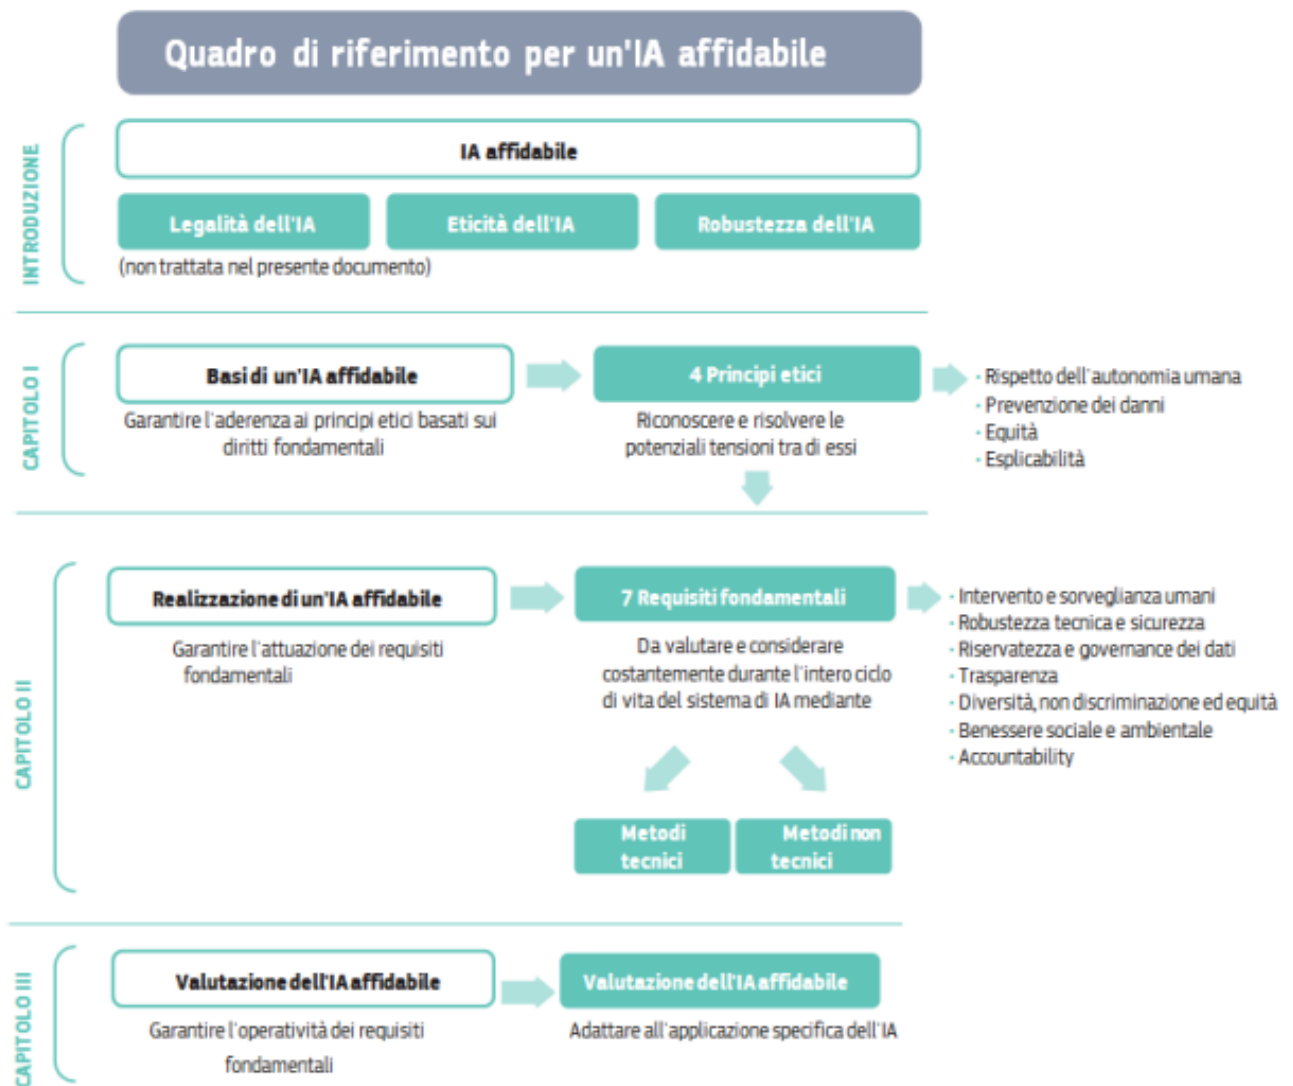 Quadro di riferimento per un'IA affidabile
INTRODUZIONE
IA affidabile
Legalità dell'IA
Eticità dell'IA
Robustezza dell'IA
(non trattata nel presente documento)
CAPITOLO I
Basi di un'IA affidabile
Garantire l'aderenza ai principi etici basati sui
diritti fondamentali
4 Principi etici
Riconoscere e risolvere le
potenziali tensioni tra di essi
· Rispetto dell'autonomia umana
· Prevenzione dei danni
· Equità
· Esplicabilità
CAPITOLO II
Realizzazione di un'IA affidabile
Garantire l'attuazione dei requisiti
fondamentali
7 Requisiti fondamentali
Da valutare e considerare
costantemente durante l'intero ciclo
di vita del sistema di IA mediante
· Intervento e sorveglianza umani
· Robustezza tecnica e sicurezza
· Riservatezza e governance dei dati
· Trasparenza
· Diversità, non discriminazione ed equità
· Benessere sociale e ambientale
· Accountability
Metodi
tecnici
Metodi non
tecnici
CAPITOLO III
Valutazione dell'IA affidabile
Garantire l'operatività dei requisiti
fondamentali
Valutazione dell'IA affidabile
Adattare all'applicazione specifica dell'IA